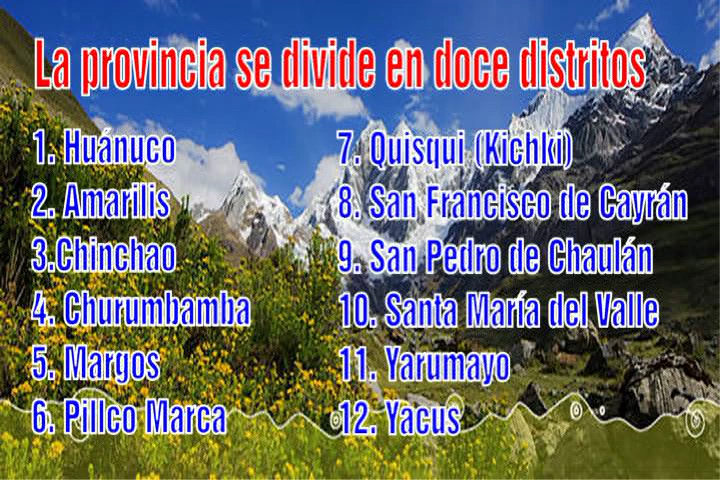 La provincia se divide en doce distritos
1. Huánuco
2. Amarilis
3.Chinchao
4. Churumbamba
5. Margos
6. Pillco Marca
7. Quisqui (Kichki)
8. San Francisco de Cayrán
9. San Pedro de Chaulán
10. Santa María del Valle
11. Yarumayo
12. Yacus